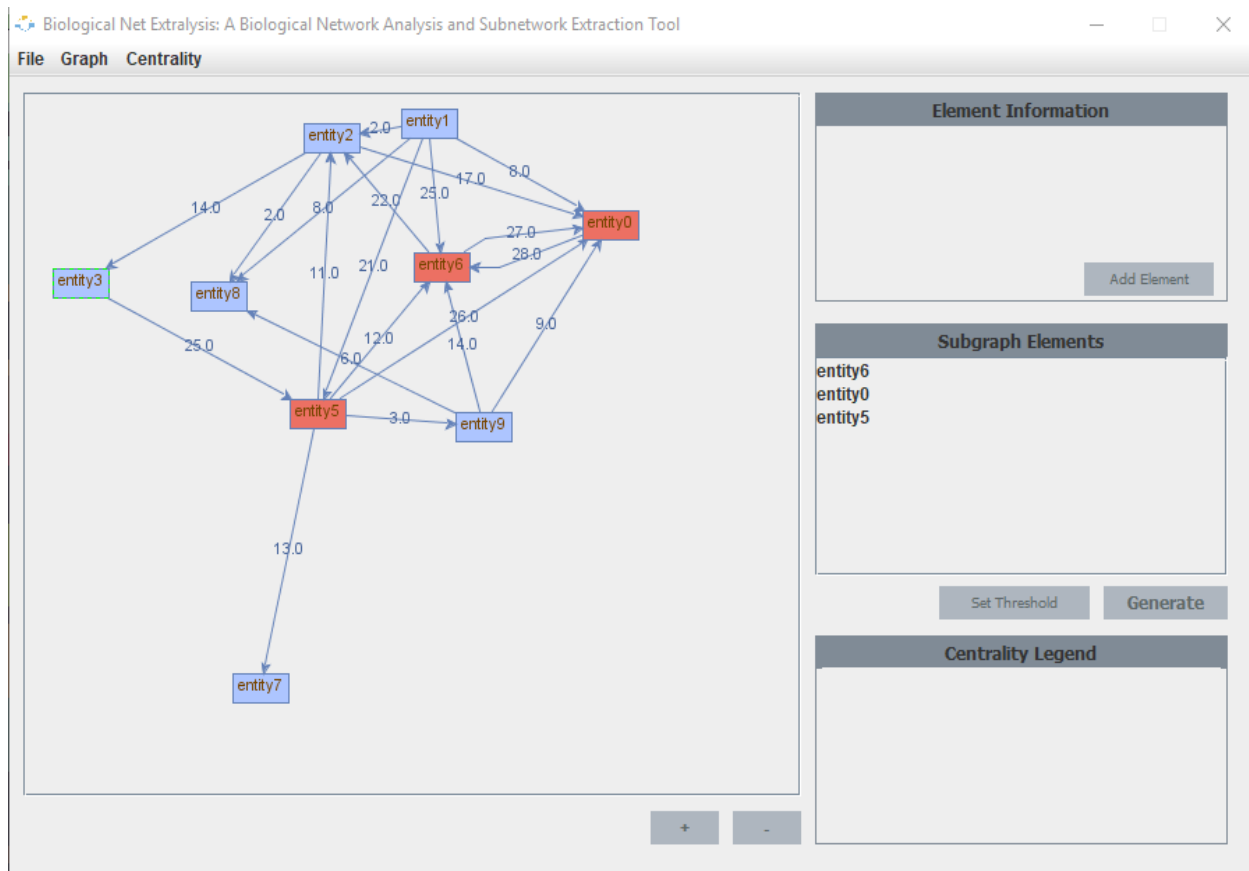 Biological Net Extralysis: A Biological Network Analysis and Subnetwork Extraction Tool
File Graph Centrality
entity1
entity2
2.0
8.0
17.0
25.0
22.0
14.0
2.0
8.0
entity0
27.0
28.0
entity6
21.0
11.0
entity3
entity8
26.0
9.0
12.0
14.0
25.0
6.0
entity5
3.0
entity9
13.0
entity7
+ -
Element Information
Add Element
Subgraph Elements
entity6
entity0
entity5
Set Threshold Generate
Centrality Legend